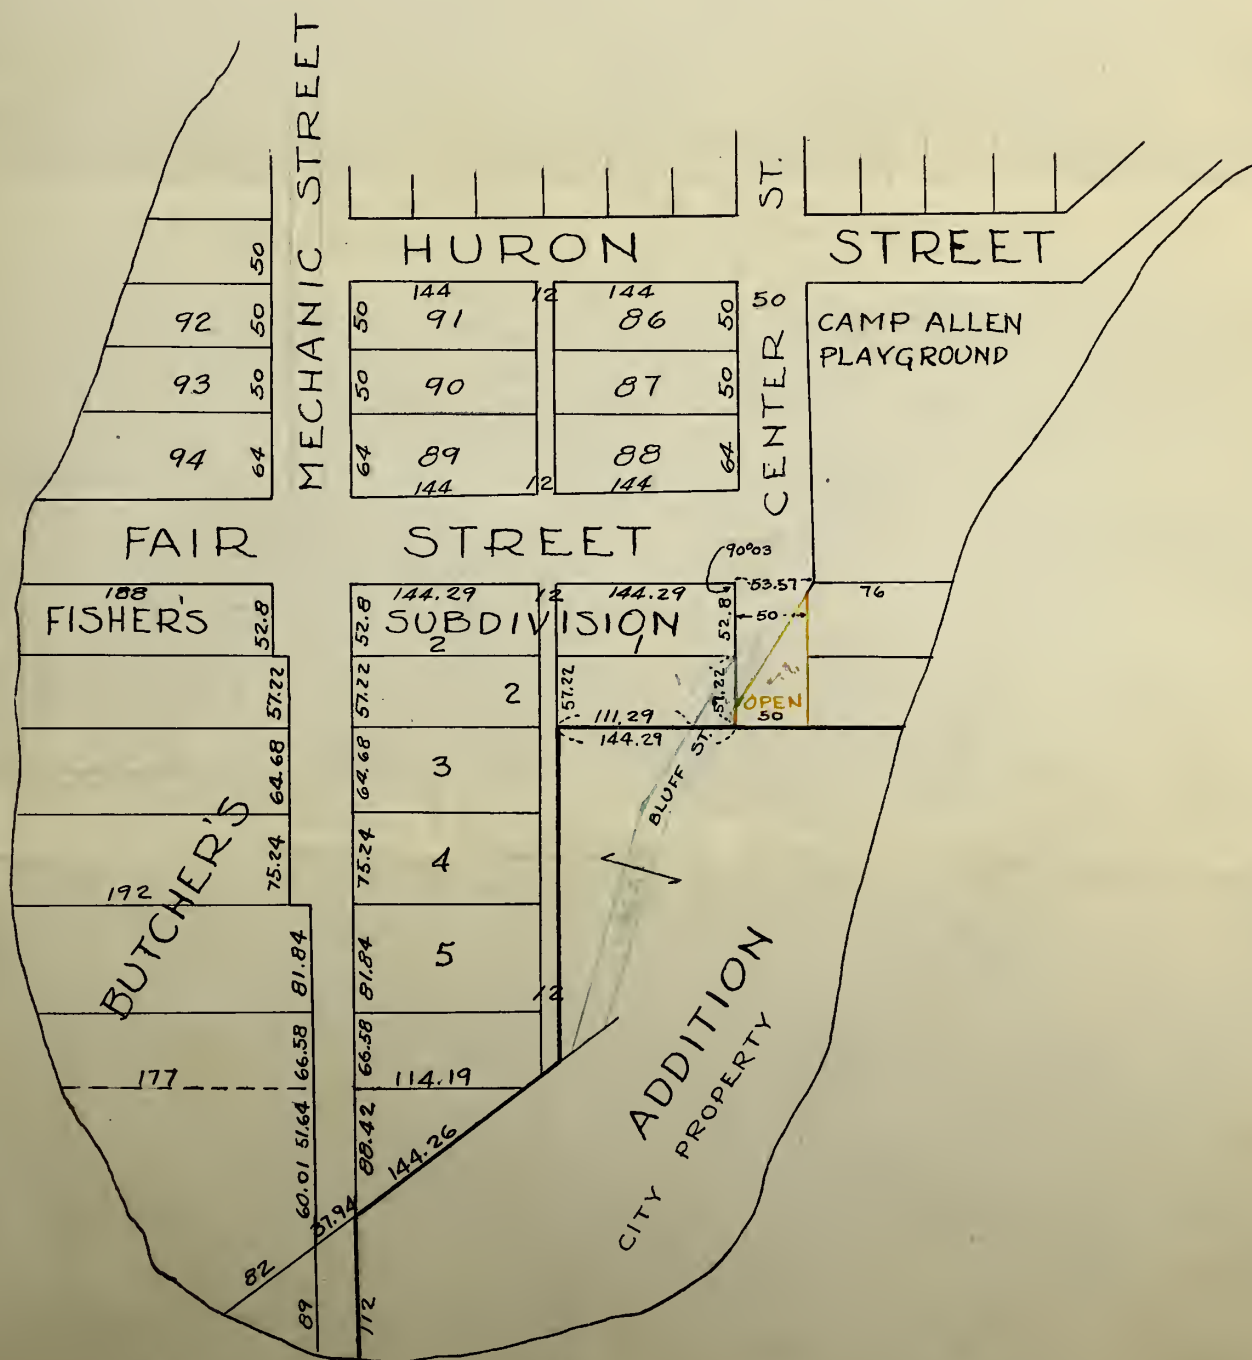 MECHANIC STREET
ST.
HURON STREET
50
144 12 144
50
92 50 50 91 86 50
CENTER
CAMP ALLEN
PLAYGROUND
93 50 50 90 87 50
94 64 64 89 88 64
144 12 144
FAIR STREET
90°03
188 144.29 12 144.29 53.57 76
FISHER'S SUBDIVISION
52.8 52.8 52.8 50
2 1
57.22 57.22 2 57.22 57.22
OPEN
111.29 50
144.29
64.68 64.68 3
BLUFF ST.
BUTCHER'S
75.24 75.24 4
192
81.84 81.84 5
12
ADDITION
66.58 66.58
CITY PROPERTY
177 114.19
51.64 88.42
144.26
60.01
37.94
82
89 112